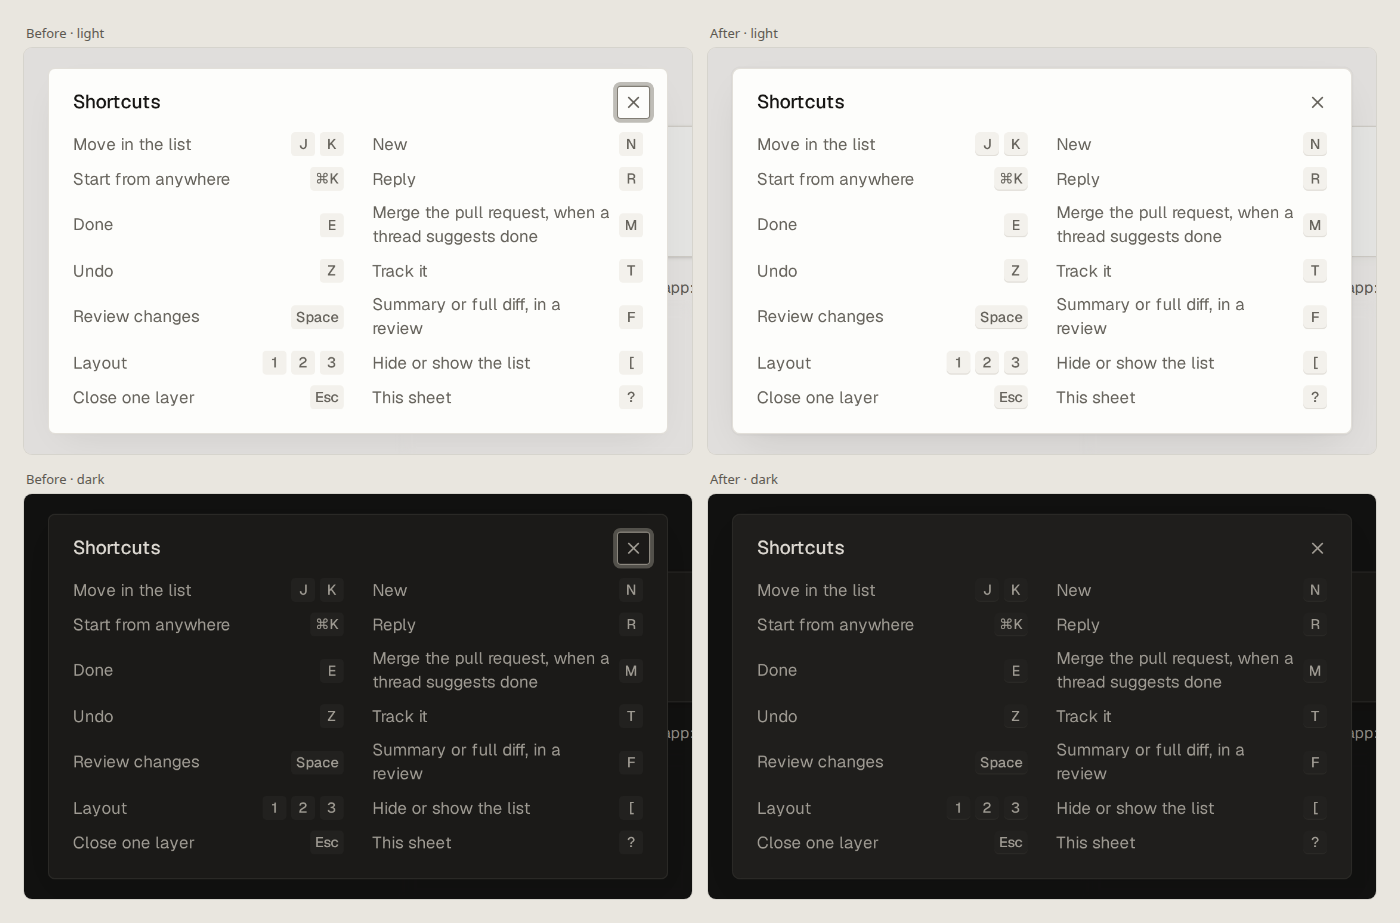 Before · light
Shortcuts
Move in the list J K New N
Start from anywhere ⌘K Reply R
Done E Merge the pull request, when a
thread suggests done M
Undo Z Track it T
Review changes Space Summary or full diff, in a
review F
Layout 1 2 3 Hide or show the list [
Close one layer Esc This sheet ?
app:
After · light
Shortcuts
Move in the list J K New N
Start from anywhere ⌘K Reply R
Done E Merge the pull request, when a
thread suggests done M
Undo Z Track it T
Review changes Space Summary or full diff, in a
review F
Layout 1 2 3 Hide or show the list [
Close one layer Esc This sheet ?
app:
Before · dark
Shortcuts
Move in the list J K New N
Start from anywhere ⌘K Reply R
Done E Merge the pull request, when a
thread suggests done M
Undo Z Track it T
Review changes Space Summary or full diff, in a
review F
Layout 1 2 3 Hide or show the list [
Close one layer Esc This sheet ?
app:
After · dark
Shortcuts
Move in the list J K New N
Start from anywhere ⌘K Reply R
Done E Merge the pull request, when a
thread suggests done M
Undo Z Track it T
Review changes Space Summary or full diff, in a
review F
Layout 1 2 3 Hide or show the list [
Close one layer Esc This sheet ?
app: